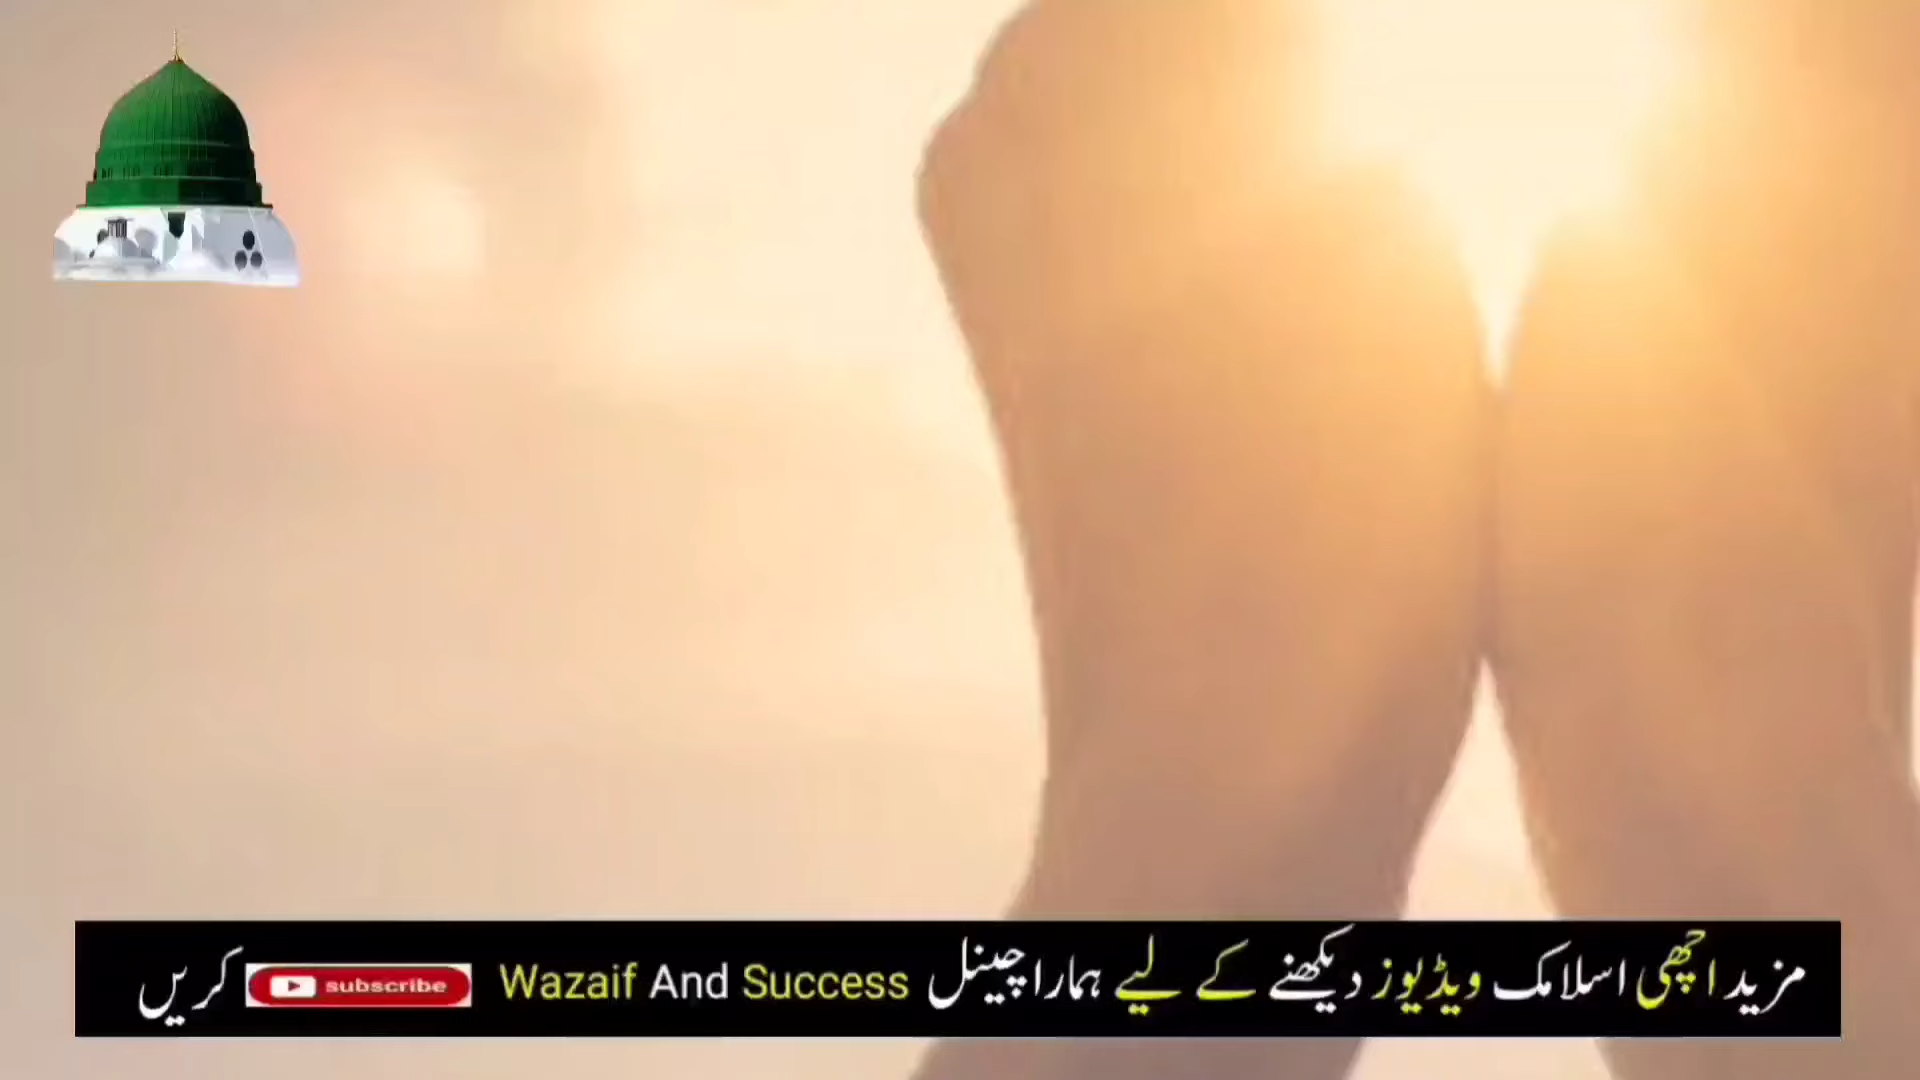 مزید اچھی اسلامک ویڈیوز دیکھنے کے لیے ہمارا چینل Wazaif And Success subscribe کریں